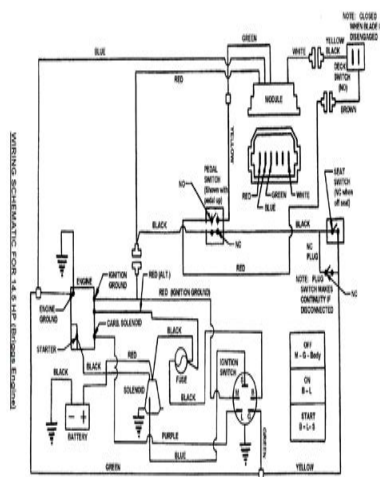 NOTE: CLOSED
WHEN BLADE I
DISENGAGED
YELLOW
BLACK
GREEN
BLUE
WHITE
DECK
SWITCH
(NO)
RED
MODULE
BROWN
YELLOW
PEDAL
SWITCH
(Shown with
pedal up)
RED
BLUE
GREEN
WHITE
SEAT
SWITCH
(NC when
off seat)
NO
BLACK
BLACK
NC
NC
PLUG
RED
NC
NOTE: PLUG
SWITCH MAKES
CONTINUITY IF
DISCONNECTED
WIRING SCHEMATIC FOR 14.5 HP (Briggs Engine)
ENGINE
IGNITION
GROUND
RED (ALT.)
RED (IGNITION GROUND)
ENGINE
GROUND
CARB. SOLENOID
STARTER
BLACK
FUSE
IGNITION
SWITCH
RED
BLACK
BLACK
SOLENOID
BLACK
BATTERY
PURPLE
BLUE
GREEN
GREEN
YELLOW
OFF
M - G - Body
ON
B - L
START
B - L - S